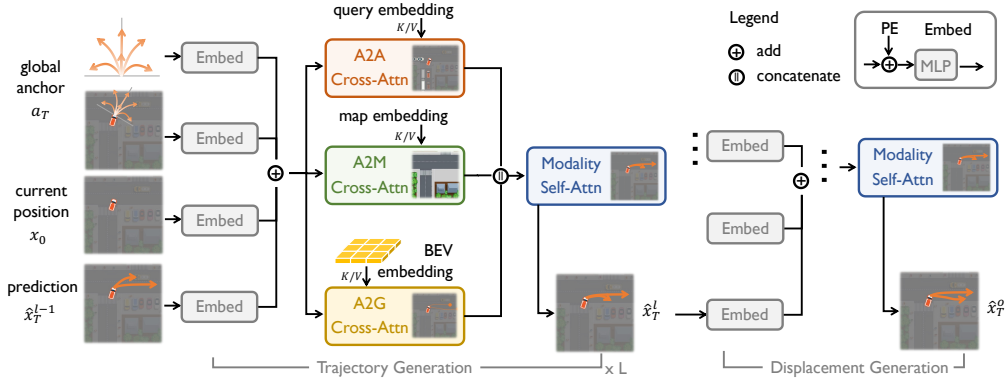 global
anchor
a_T
current
position
x_0
prediction
x̂_T^{l-1}
Embed
Embed
Embed
Embed
query embedding
K/V
A2A
Cross-Attn
map embedding
K/V
A2M
Cross-Attn
BEV
embedding
K/V
A2G
Cross-Attn
Modality
Self-Attn
x̂_T^l
Trajectory Generation
x L
Legend
add
concatenate
PE
Embed
MLP
Embed
Embed
Embed
Modality
Self-Attn
x̂_T^o
Displacement Generation